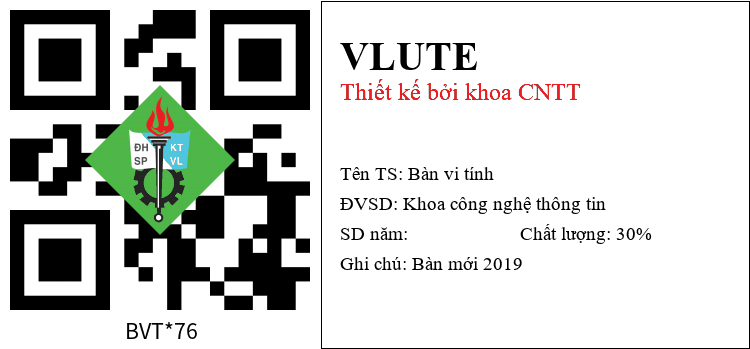 ĐH KT
SP VL
BVT*76
VLUTE
Thiết kế bởi khoa CNTT
Tên TS: Bàn vi tính
ĐVSD: Khoa công nghệ thông tin
SD năm: Chất lượng: 30%
Ghi chú: Bàn mới 2019